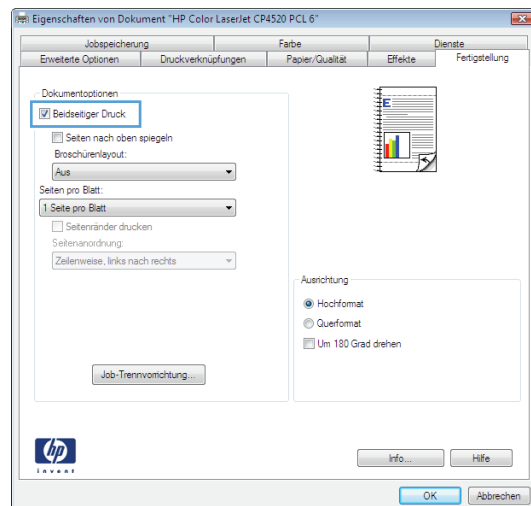 Eigenschaften von Dokument "HP Color LaserJet CP4520 PCL 6"
Jobspeicherung Farbe Dienste
Erweiterte Optionen Druckverknüpfungen Papier/Qualität Effekte Fertigstellung
Dokumentoptionen
Beidseitiger Druck
Seiten nach oben spiegeln
Broschürenlayout:
Aus
Seiten pro Blatt:
1 Seite pro Blatt
Seitenränder drucken
Seitenanordnung:
Zeilenweise, links nach rechts
Job-Trennvorrichtung...
E
Ausrichtung
Hochformat
Querformat
Um 180 Grad drehen
hp
invent
Info... Hilfe
OK Abbrechen